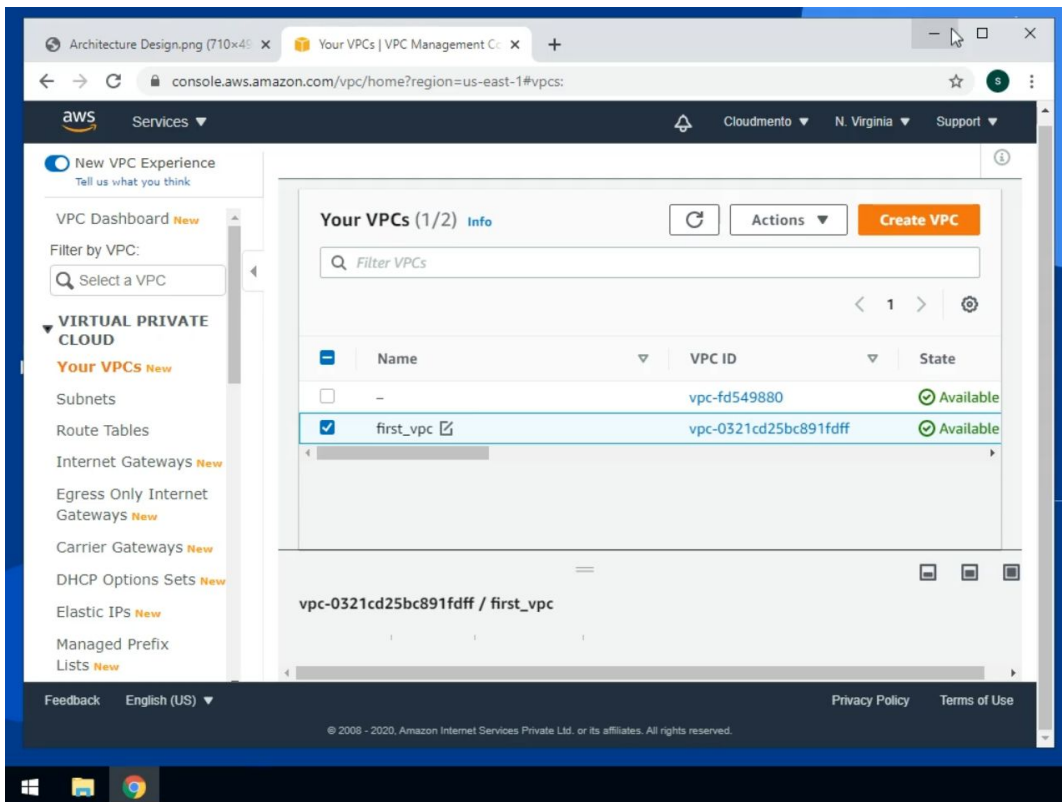 Architecture Design.png (710×49
Your VPCs | VPC Management Co
console.aws.amazon.com/vpc/home?region=us-east-1#vpcs:
S
aws
Services
Cloudmento
N. Virginia
Support
New VPC Experience
Tell us what you think
VPC Dashboard New
Filter by VPC:
Select a VPC
VIRTUAL PRIVATE
CLOUD
Your VPCs New
Subnets
Route Tables
Internet Gateways New
Egress Only Internet
Gateways New
Carrier Gateways New
DHCP Options Sets New
Elastic IPs New
Managed Prefix
Lists New
Your VPCs (1/2) Info
Actions
Create VPC
Filter VPCs
1
Name VPC ID State
– vpc-fd549880 Available
first_vpc vpc-0321cd25bc891fdff Available
vpc-0321cd25bc891fdff / first_vpc
Feedback English (US) Privacy Policy Terms of Use
© 2008 - 2020, Amazon Internet Services Private Ltd. or its affiliates. All rights reserved.